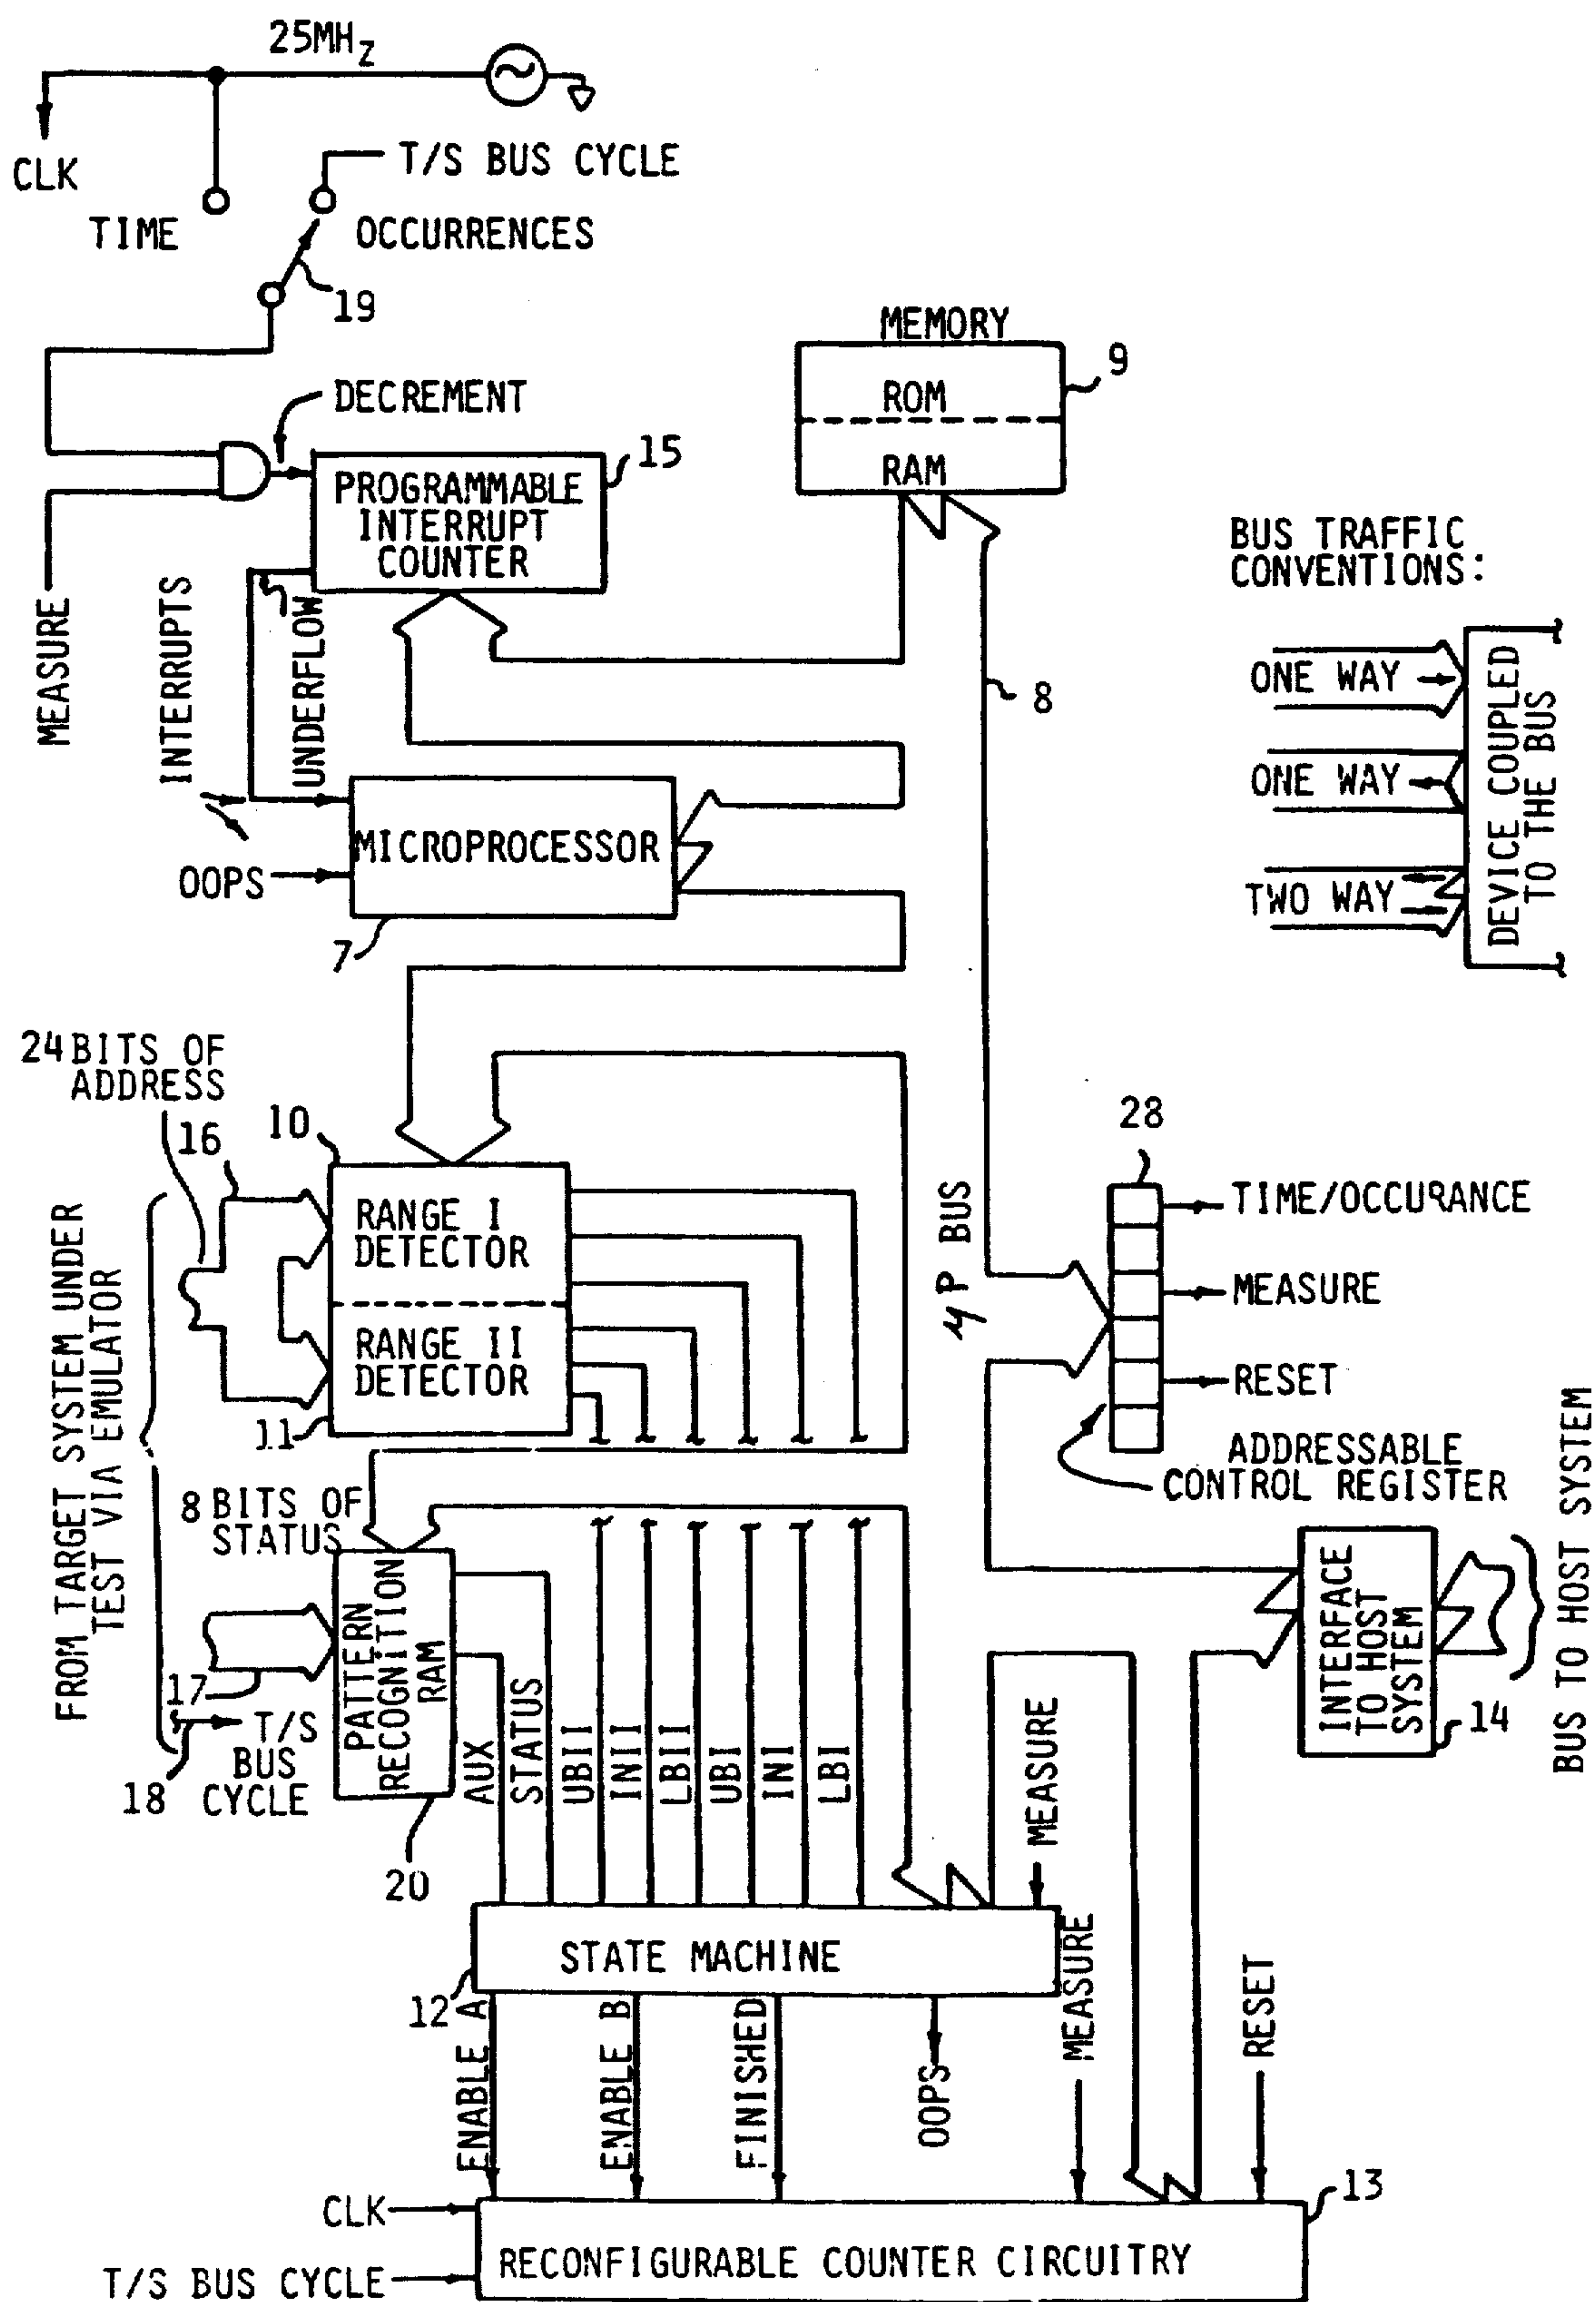 25MHZ
CLK
T/S BUS CYCLE
TIME
OCCURRENCES
19
MEMORY
ROM
RAM
9
DECREMENT
15
PROGRAMMABLE
INTERRUPT
COUNTER
MEASURE
INTERRUPTS
UNDERFLOW
BUS TRAFFIC
CONVENTIONS:
ONE WAY
ONE WAY
TWO WAY
DEVICE COUPLED
TO THE BUS
8
MICROPROCESSOR
OOPS
7
24 BITS OF
ADDRESS
16
10
RANGE I
DETECTOR
RANGE II
DETECTOR
11
FROM TARGET SYSTEM UNDER
TEST VIA EMULATOR
µP BUS
28
TIME/OCCURANCE
MEASURE
RESET
ADDRESSABLE
CONTROL REGISTER
8 BITS OF
STATUS
PATTERN
RECOGNITION
RAM
17
T/S
BUS
CYCLE
18
20
AUX
STATUS
UBII
INII
LBII
UBI
INI
LBI
MEASURE
INTERFACE
TO HOST
SYSTEM
14
BUS TO HOST SYSTEM
STATE MACHINE
12
ENABLE A
ENABLE B
FINISHED
OOPS
MEASURE
RESET
13
CLK
T/S BUS CYCLE
RECONFIGURABLE COUNTER CIRCUITRY